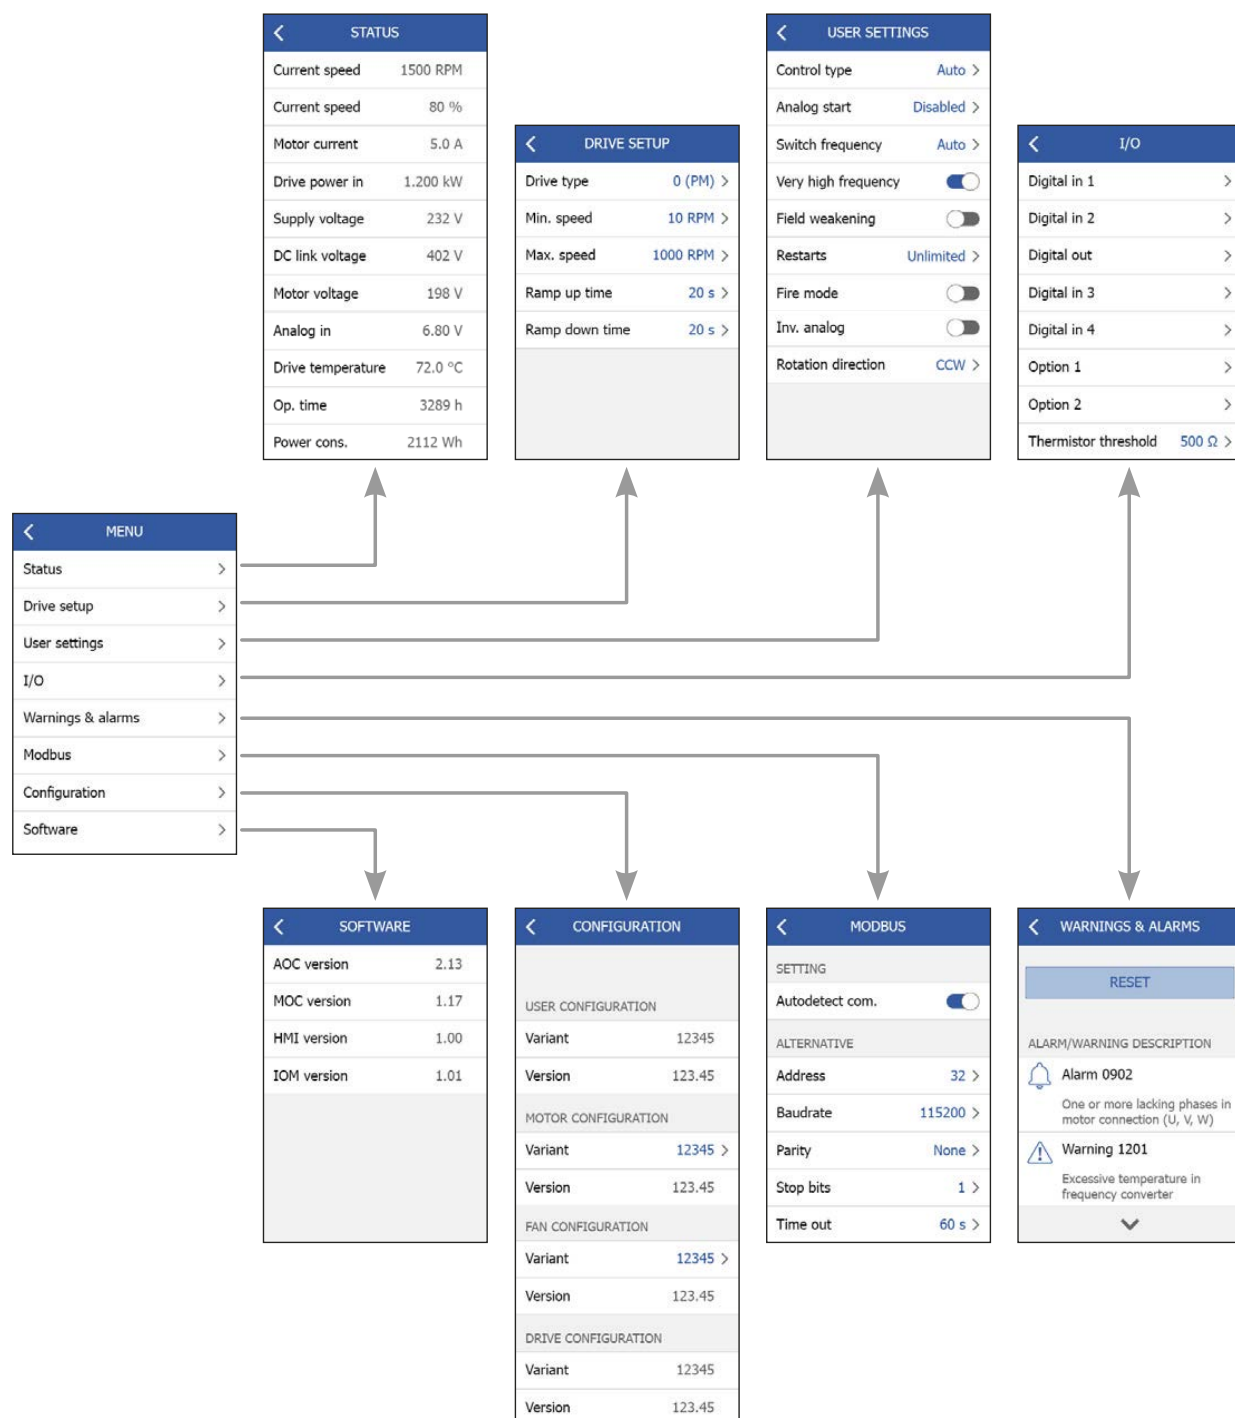 STATUS
Current speed 1500 RPM
Current speed 80 %
Motor current 5.0 A
Drive power in 1.200 kW
Supply voltage 232 V
DC link voltage 402 V
Motor voltage 198 V
Analog in 6.80 V
Drive temperature 72.0 °C
Op. time 3289 h
Power cons. 2112 Wh
DRIVE SETUP
Drive type 0 (PM)
Min. speed 10 RPM
Max. speed 1000 RPM
Ramp up time 20 s
Ramp down time 20 s
USER SETTINGS
Control type Auto
Analog start Disabled
Switch frequency Auto
Very high frequency
Field weakening
Restarts Unlimited
Fire mode
Inv. analog
Rotation direction CCW
I/O
Digital in 1
Digital in 2
Digital out
Digital in 3
Digital in 4
Option 1
Option 2
Thermistor threshold 500 Ω
MENU
Status
Drive setup
User settings
I/O
Warnings & alarms
Modbus
Configuration
Software
SOFTWARE
AOC version 2.13
MOC version 1.17
HMI version 1.00
IOM version 1.01
CONFIGURATION
USER CONFIGURATION
Variant 12345
Version 123.45
MOTOR CONFIGURATION
Variant 12345
Version 123.45
FAN CONFIGURATION
Variant 12345
Version 123.45
DRIVE CONFIGURATION
Variant 12345
Version 123.45
MODBUS
SETTING
Autodetect com.
ALTERNATIVE
Address 32
Baudrate 115200
Parity None
Stop bits 1
Time out 60 s
WARNINGS & ALARMS
RESET
ALARM/WARNING DESCRIPTION
Alarm 0902
One or more lacking phases in
motor connection (U, V, W)
Warning 1201
Excessive temperature in
frequency converter